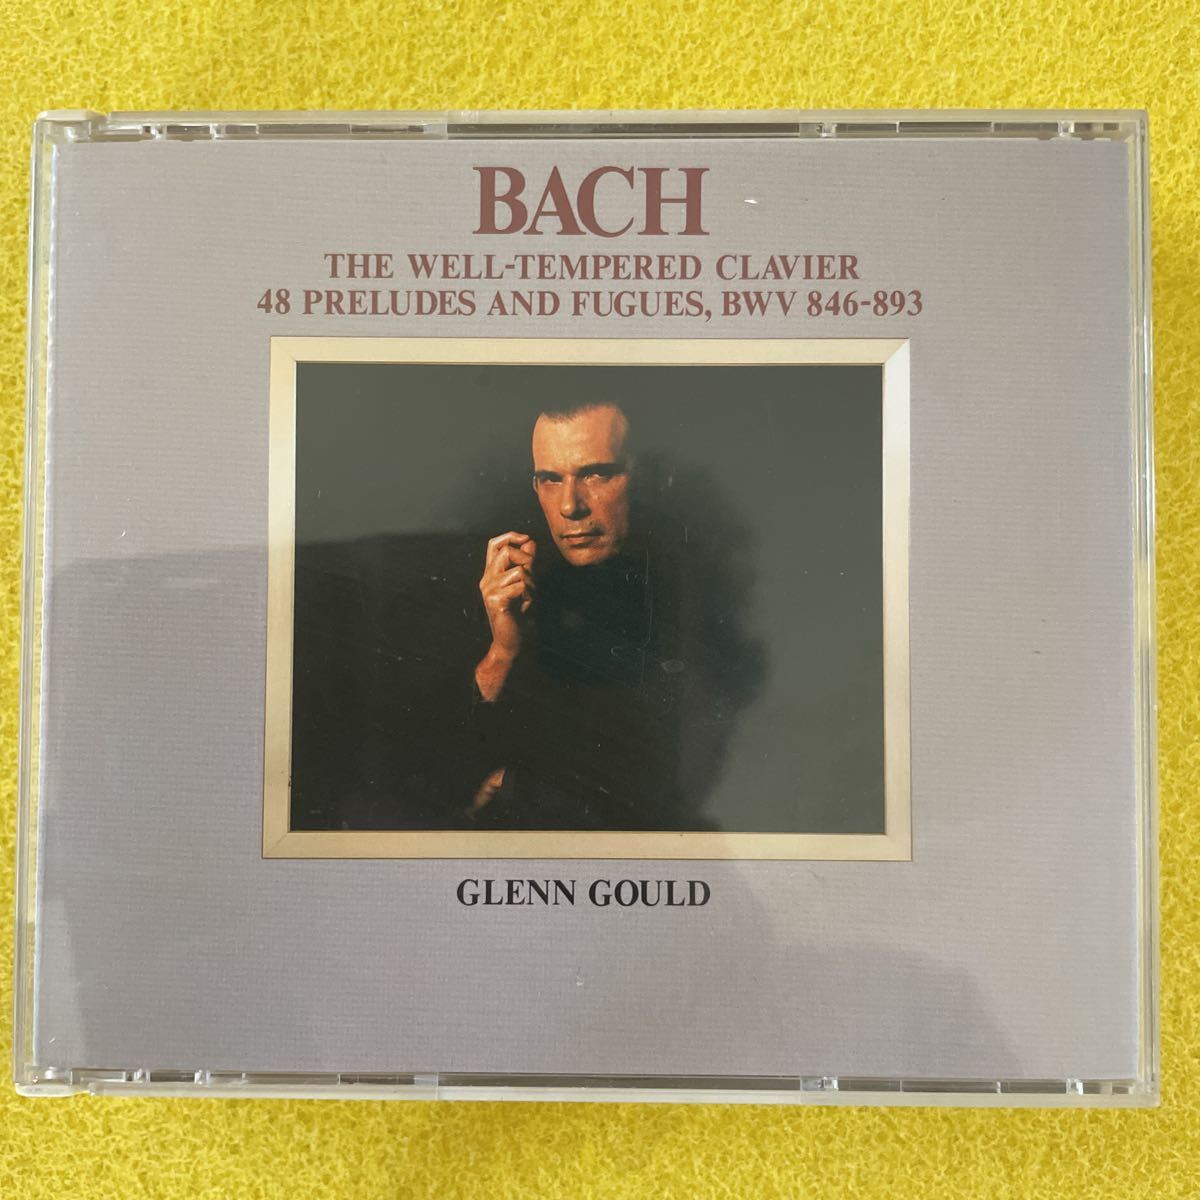 BACH
THE WELL-TEMPERED CLAVIER
48 PRELUDES AND FUGUES, BWV 846-893
GLENN GOULD